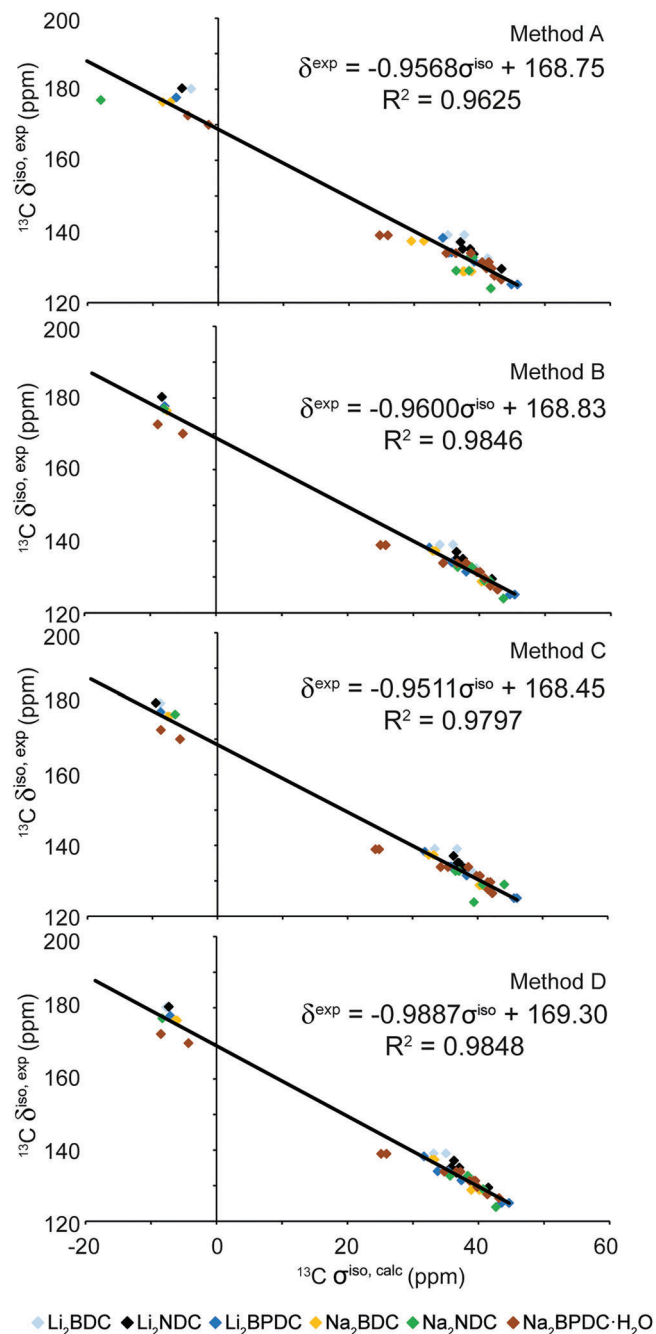 Method A
δexp = -0.9568σiso + 168.75
R² = 0.9625
13C δiso, exp (ppm)
200
180
160
140
120
0
20
40
60
Method B
δexp = -0.9600σiso + 168.83
R² = 0.9846
13C δiso, exp (ppm)
200
180
160
140
120
Method C
δexp = -0.9511σiso + 168.45
R² = 0.9797
13C δiso, exp (ppm)
200
180
160
140
120
Method D
δexp = -0.9887σiso + 169.30
R² = 0.9848
13C δiso, exp (ppm)
200
180
160
140
120
-20 0 20 40 60
13C σiso, calc (ppm)
Li₂BDC Li₂NDC Li₂BPDC Na₂BDC Na₂NDC Na₂BPDC·H₂O